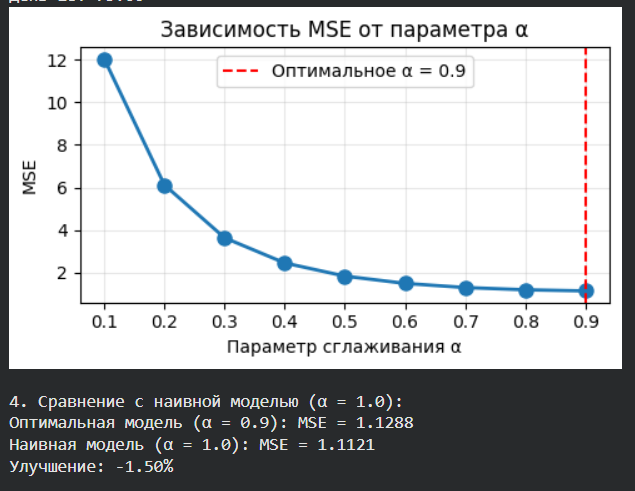 Зависимость MSE от параметра α
Оптимальное α = 0.9
12
10
8
6
4
2
MSE
0.1 0.2 0.3 0.4 0.5 0.6 0.7 0.8 0.9
Параметр сглаживания α
4. Сравнение с наивной моделью (α = 1.0):
Оптимальная модель (α = 0.9): MSE = 1.1288
Наивная модель (α = 1.0): MSE = 1.1121
Улучшение: -1.50%